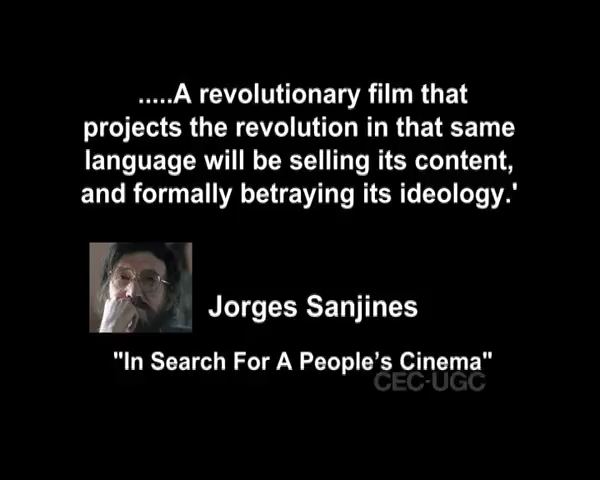 .....A revolutionary film that
projects the revolution in that same
language will be selling its content,
and formally betraying its ideology.'
Jorges Sanjines
"In Search For A People’s Cinema"
CEC-UGC